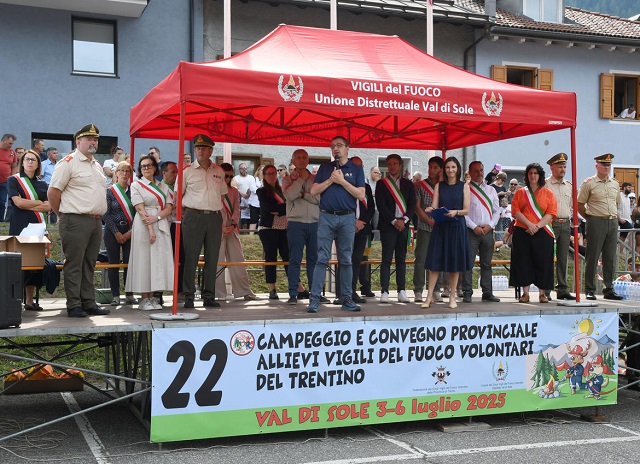 VIGILI del FUOCO
Unione Distrettuale Val di Sole
22°
CAMPEGGIO E CONVEGNO PROVINCIALE
ALLIEVI VIGILI DEL FUOCO VOLONTARI
DEL TRENTINO
VAL DI SOLE 3-6 luglio 2025